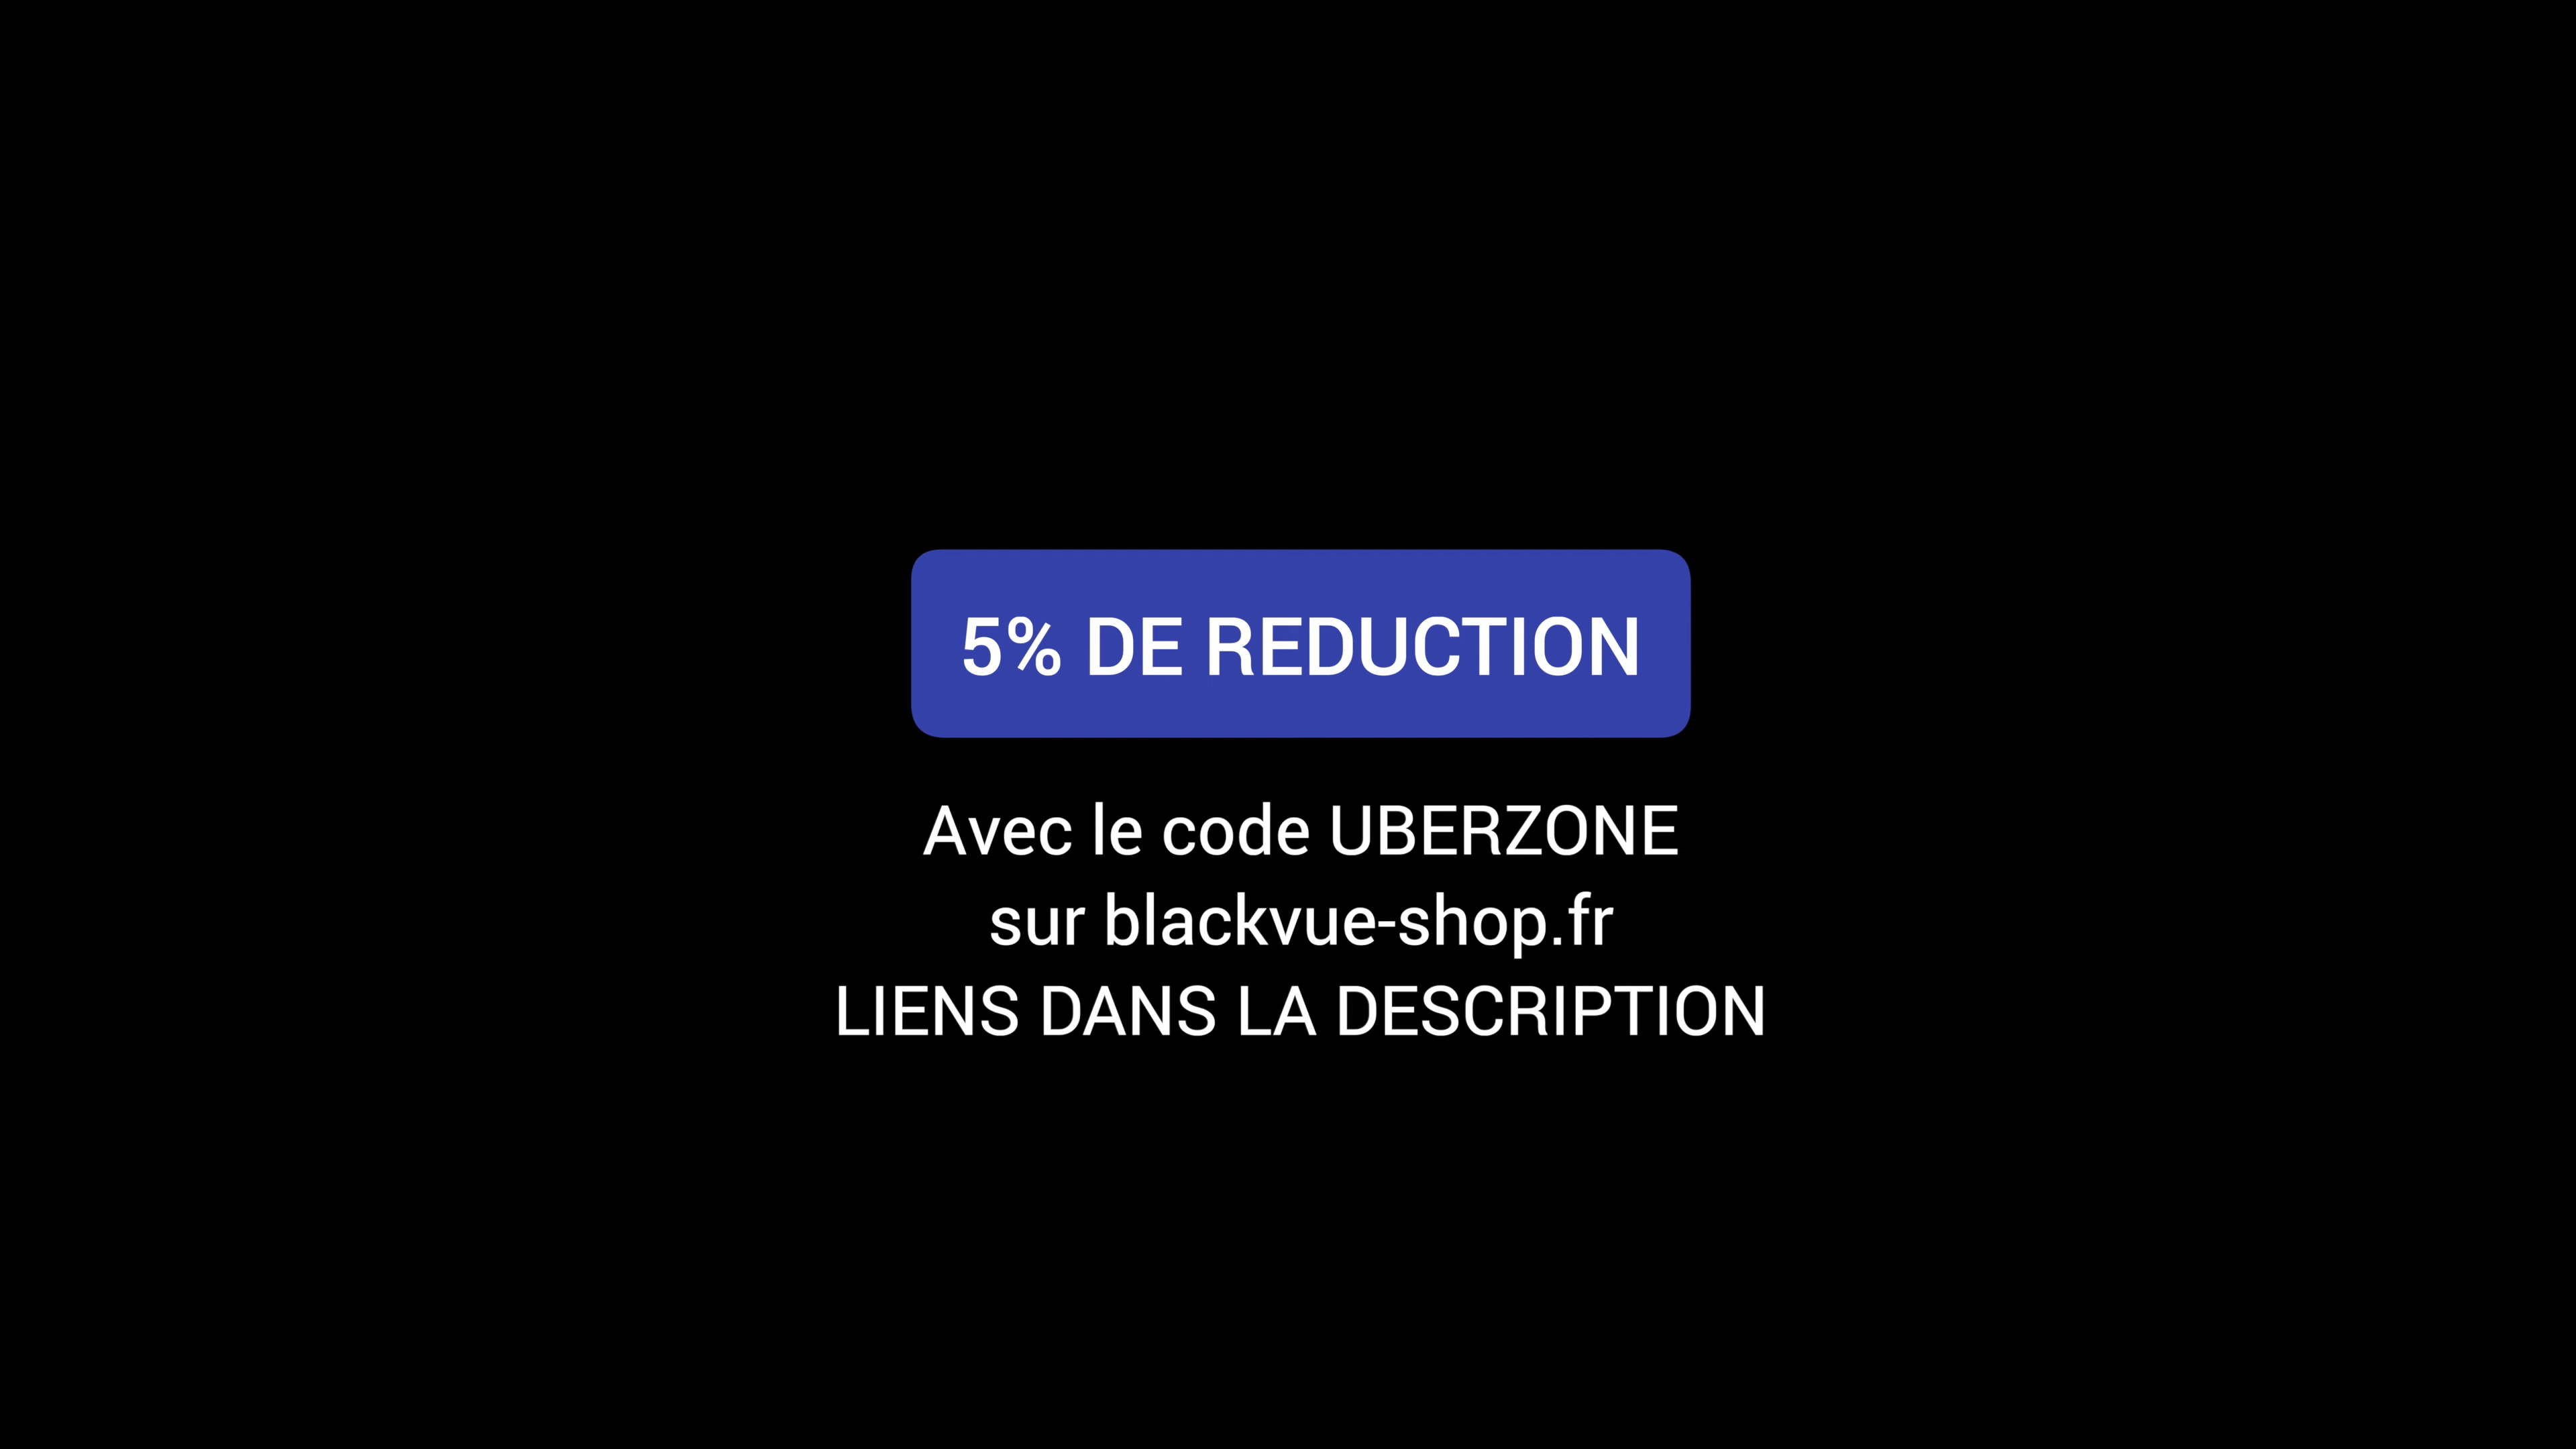 5% DE REDUCTION
Avec le code UBERZONE
sur blackvue-shop.fr
LIENS DANS LA DESCRIPTION